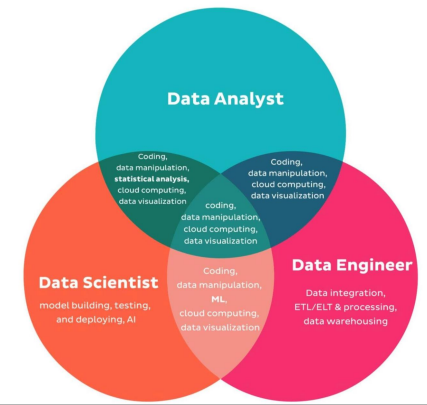 Data Analyst
Coding,
data manipulation,
statistical analysis,
cloud computing,
data visualization
Coding,
data manipulation,
cloud computing,
data visualization
coding,
data manipulation,
cloud computing,
data visualization
Data Scientist
model building, testing,
and deploying, AI
Coding,
data manipulation,
ML,
cloud computing,
data visualization
Data Engineer
Data integration,
ETL/ELT & processing,
data warehousing